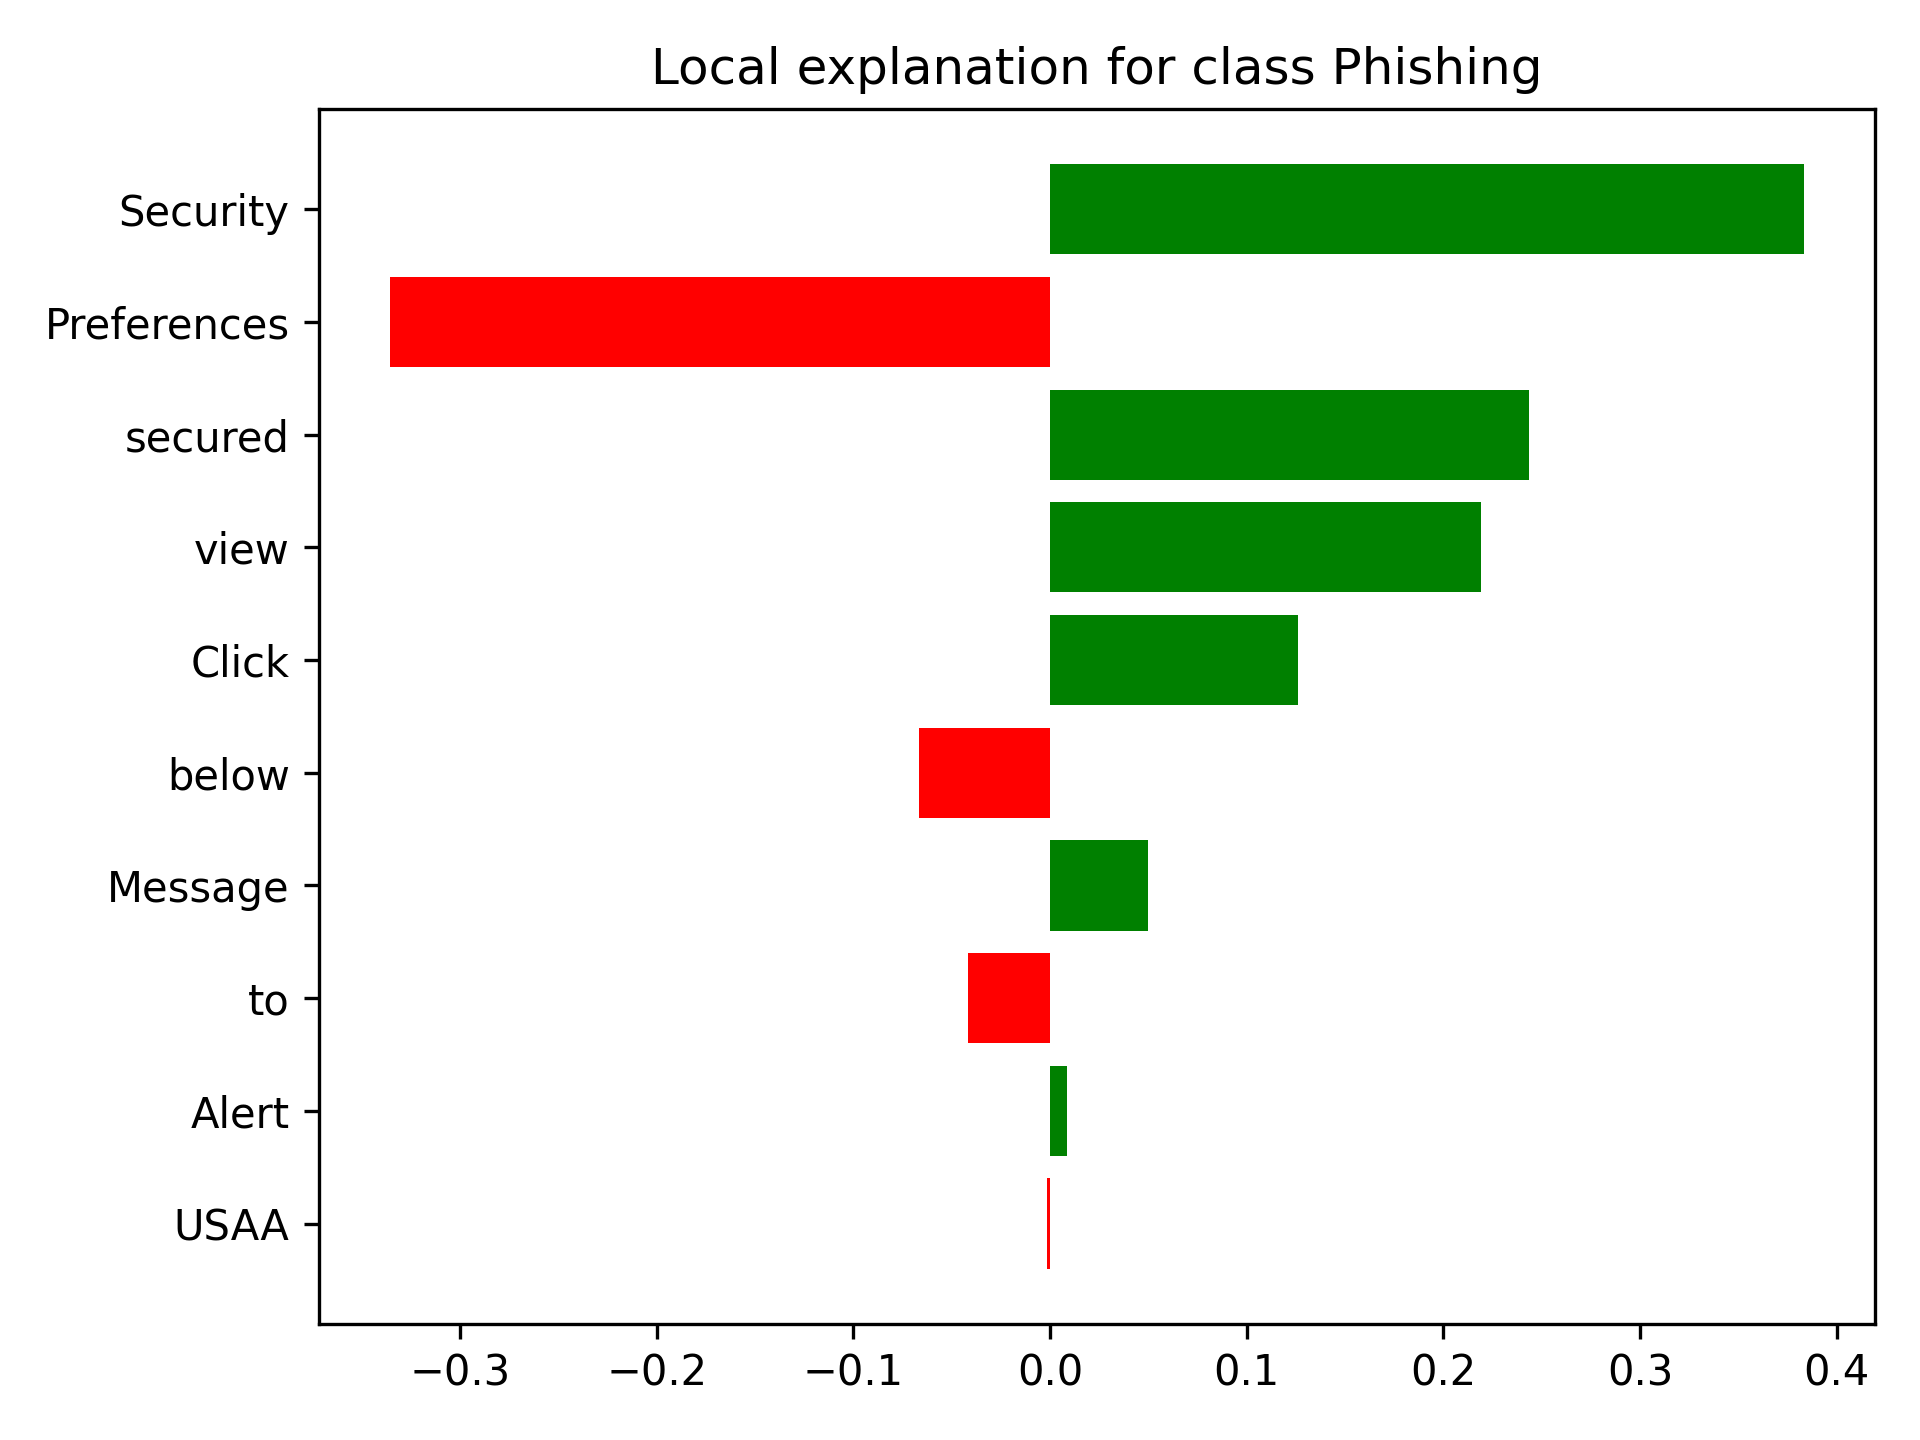 Local explanation for class Phishing
Security
Preferences
secured
view
Click
below
Message
to
Alert
USAA
−0.3 −0.2 −0.1 0.0 0.1 0.2 0.3 0.4